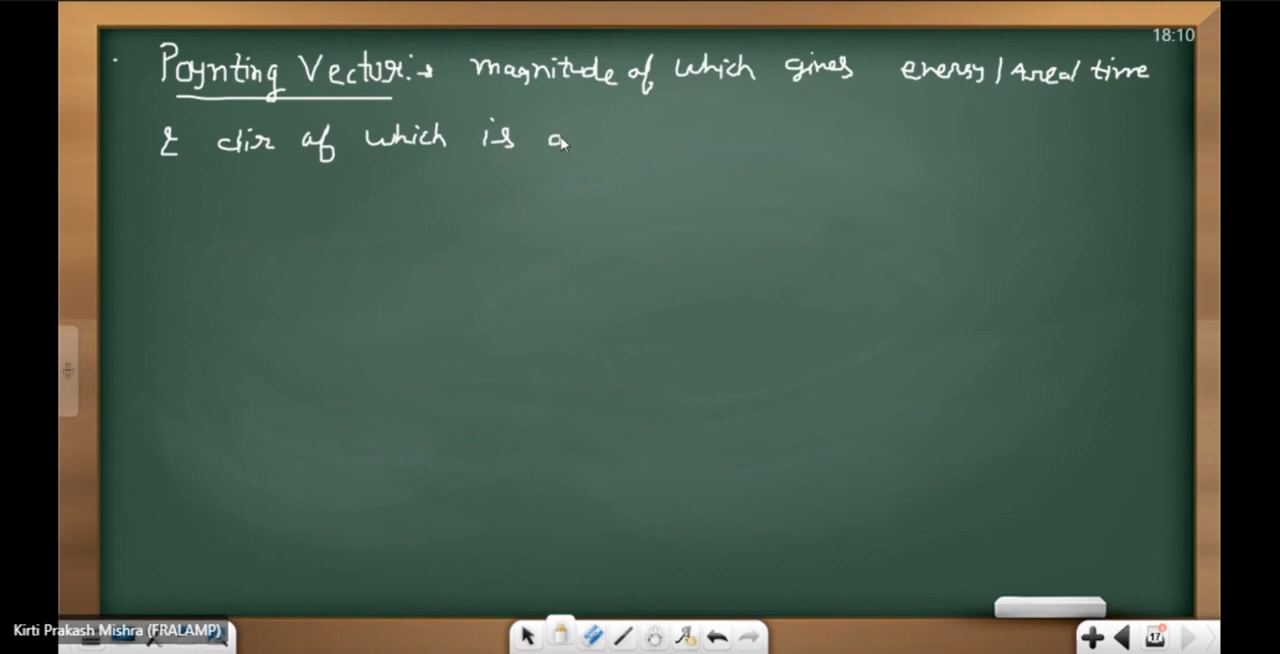 18:10
Poynting Vector :→ magnitude of which gives energy/Area/time
& dir of which is
Kirti Prakash Mishra (FRALAMP)
17